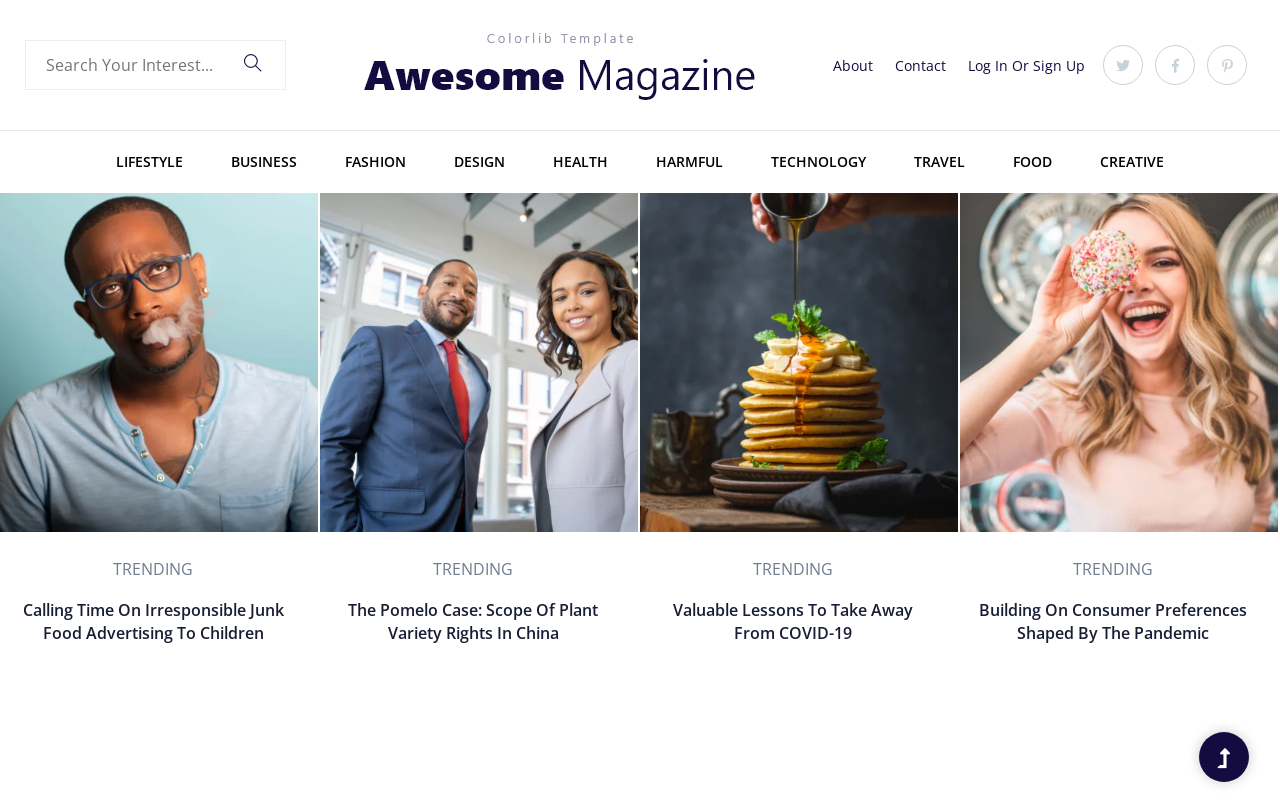 Colorlib Template
Search Your Interest...
Awesome Magazine
About Contact Log In Or Sign Up
LIFESTYLE BUSINESS FASHION DESIGN HEALTH HARMFUL TECHNOLOGY TRAVEL FOOD CREATIVE
TRENDING
Calling Time On Irresponsible Junk
Food Advertising To Children
TRENDING
The Pomelo Case: Scope Of Plant
Variety Rights In China
TRENDING
Valuable Lessons To Take Away
From COVID-19
TRENDING
Building On Consumer Preferences
Shaped By The Pandemic